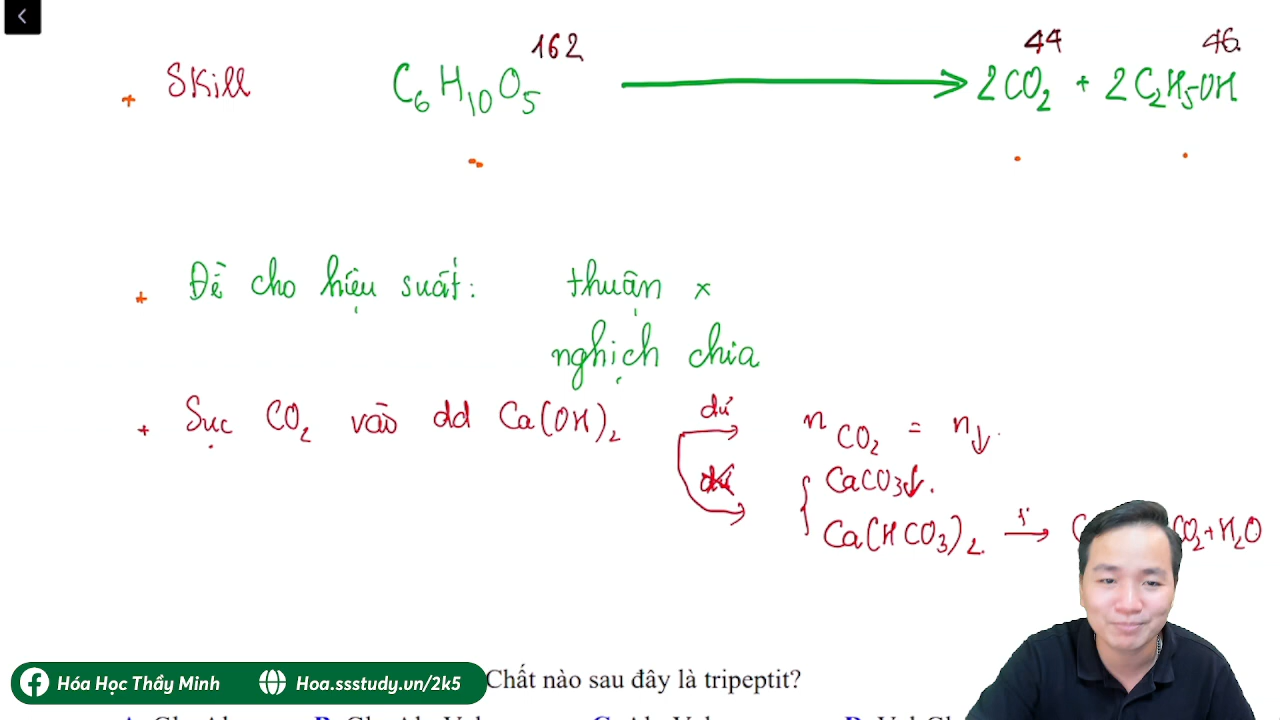 162 44 46
+ Skill C6H10O5 → 2CO2 + 2C2H5OH
+ Đề cho hiệu suất: thuận x
nghịch chia
+ Sục CO2 vào dd Ca(OH)2 dư n CO2 = n↓
dư CaCO3↓.
Ca(HCO3)2 t° → CO2 + H2O
Chất nào sau đây là tripeptit?
Hóa Học Thầy Minh Hoa.ssstudy.vn/2k5